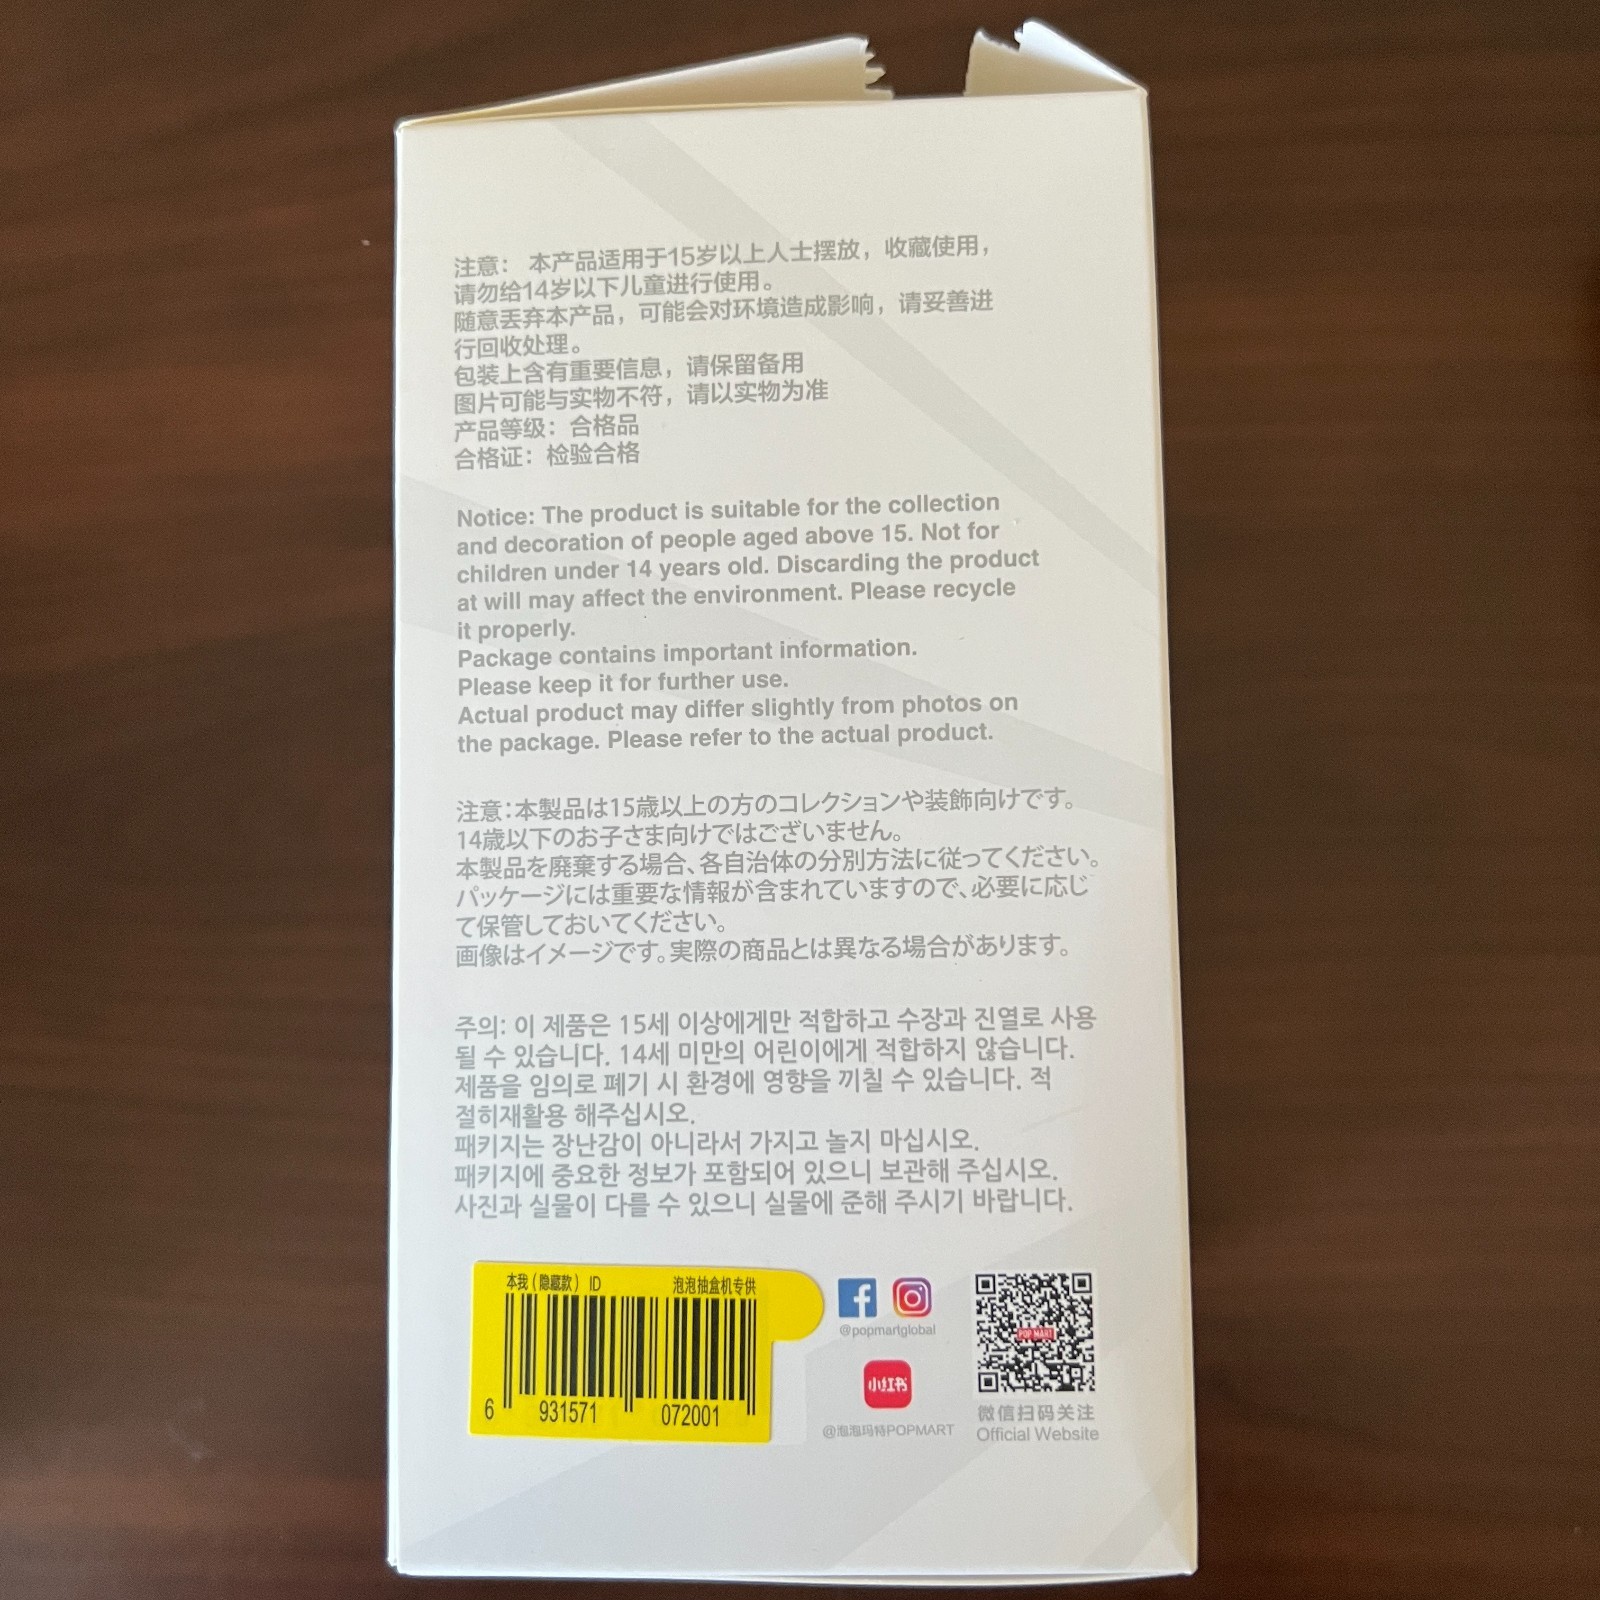 注意： 本产品适用于15岁以上人士摆放，收藏使用，
请勿给14岁以下儿童进行使用。
随意丢弃本产品，可能会对环境造成影响，请妥善进
行回收处理。
包装上含有重要信息，请保留备用
图片可能与实物不符，请以实物为准
产品等级：合格品
合格证：检验合格
Notice: The product is suitable for the collection
and decoration of people aged above 15. Not for
children under 14 years old. Discarding the product
at will may affect the environment. Please recycle
it properly.
Package contains important information.
Please keep it for further use.
Actual product may differ slightly from photos on
the package. Please refer to the actual product.
注意：本製品は15歳以上の方のコレクションや装飾向けです。
14歳以下のお子さま向けではございません。
本製品を廃棄する場合、各自治体の分別方法に従ってください。
パッケージには重要な情報が含まれていますので、必要に応じ
て保管しておいてください。
画像はイメージです。実際の商品とは異なる場合があります。
주의: 이 제품은 15세 이상에게만 적합하고 수장과 진열로 사용
될 수 있습니다. 14세 미만의 어린이에게 적합하지 않습니다.
제품을 임의로 폐기 시 환경에 영향을 끼칠 수 있습니다. 적
절히재활용 해주십시오.
패키지는 장난감이 아니라서 가지고 놀지 마십시오.
패키지에 중요한 정보가 포함되어 있으니 보관해 주십시오.
사진과 실물이 다를 수 있으니 실물에 준해 주시기 바랍니다.
本我（隐藏款） ID 泡泡抽盒机专供
6 931571 072001
@popmartglobal
小红书
@泡泡玛特POPMART
POP MART
微信扫码关注
Official Website